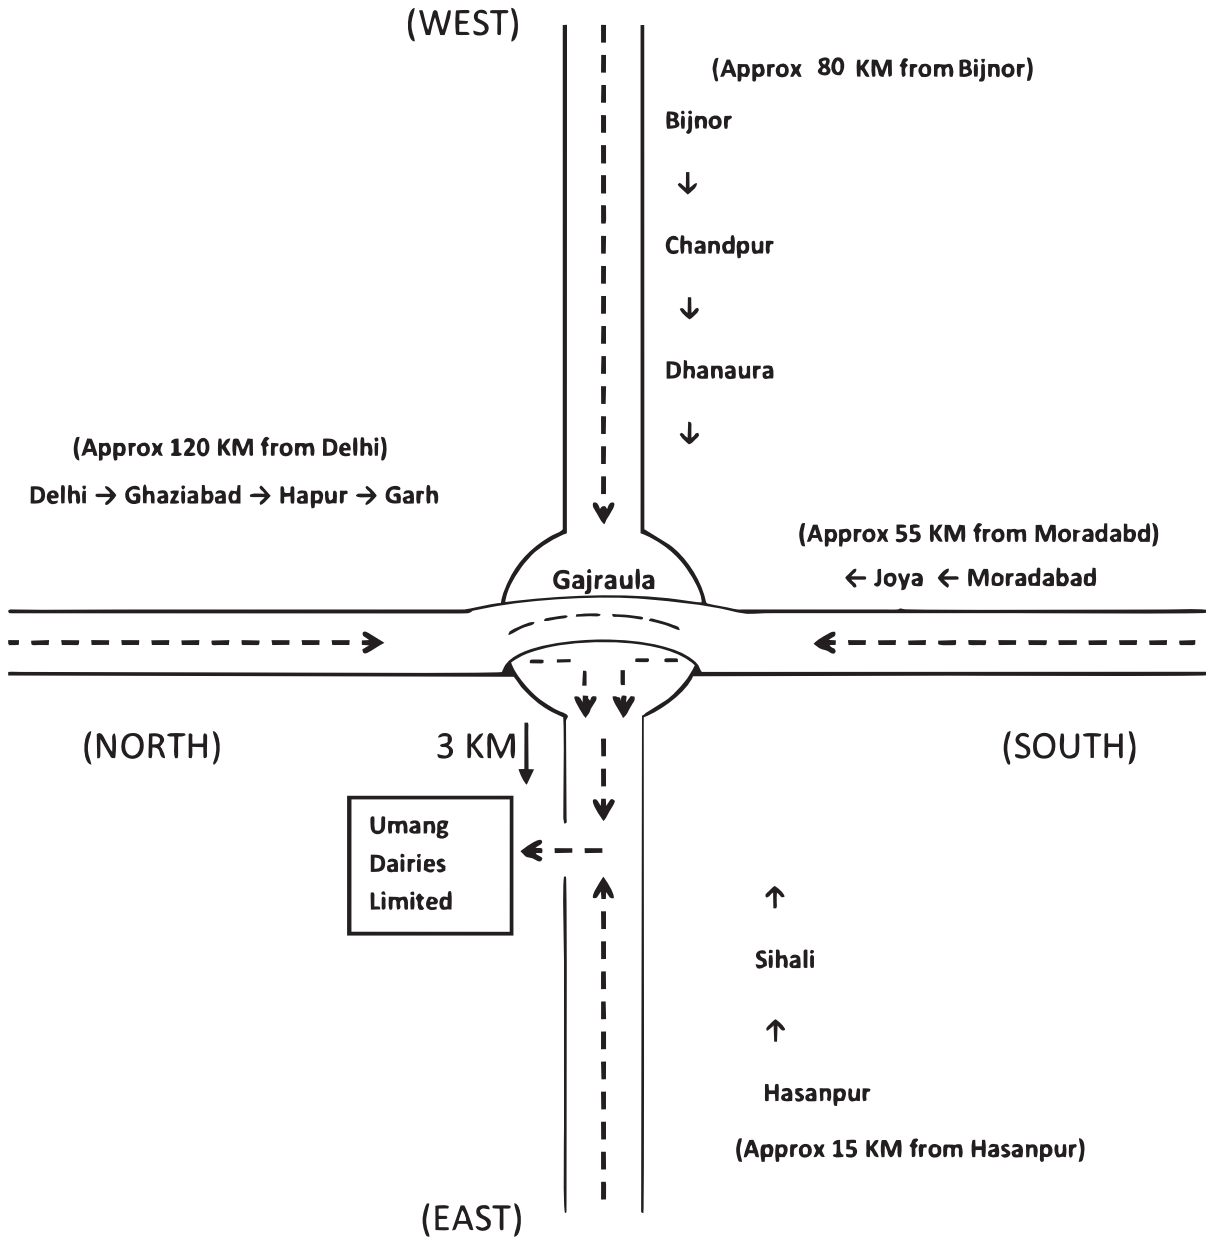 (WEST)
(Approx 80 KM from Bijnor)
Bijnor
↓
Chandpur
↓
Dhanaura
↓
(Approx 120 KM from Delhi)
Delhi → Ghaziabad → Hapur → Garh
(Approx 55 KM from Moradabd)
← Joya ← Moradabad
Gajraula
(NORTH)
3 KM
(SOUTH)
Umang
Dairies
Limited
↑
Sihali
↑
Hasanpur
(Approx 15 KM from Hasanpur)
(EAST)